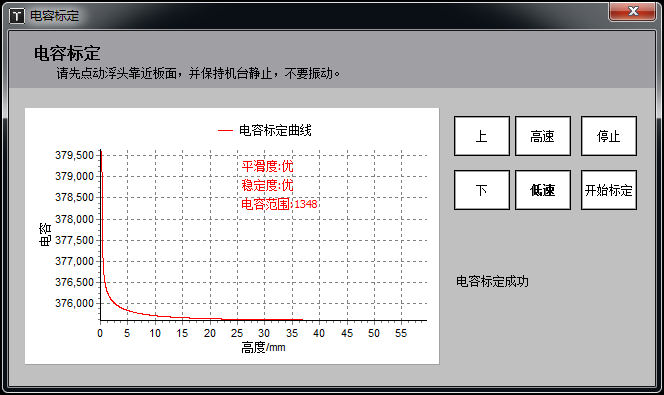 电容标定
电容标定
请先点动浮头靠近板面，并保持机台静止，不要振动。
电容标定曲线
平滑度:优
稳定度:优
电容范围:1348
379,500
379,000
378,500
378,000
377,500
377,000
376,500
376,000
电容
0 5 10 15 20 25 30 35 40 45 50 55
高度/mm
上 高速 停止
下 低速 开始标定
电容标定成功